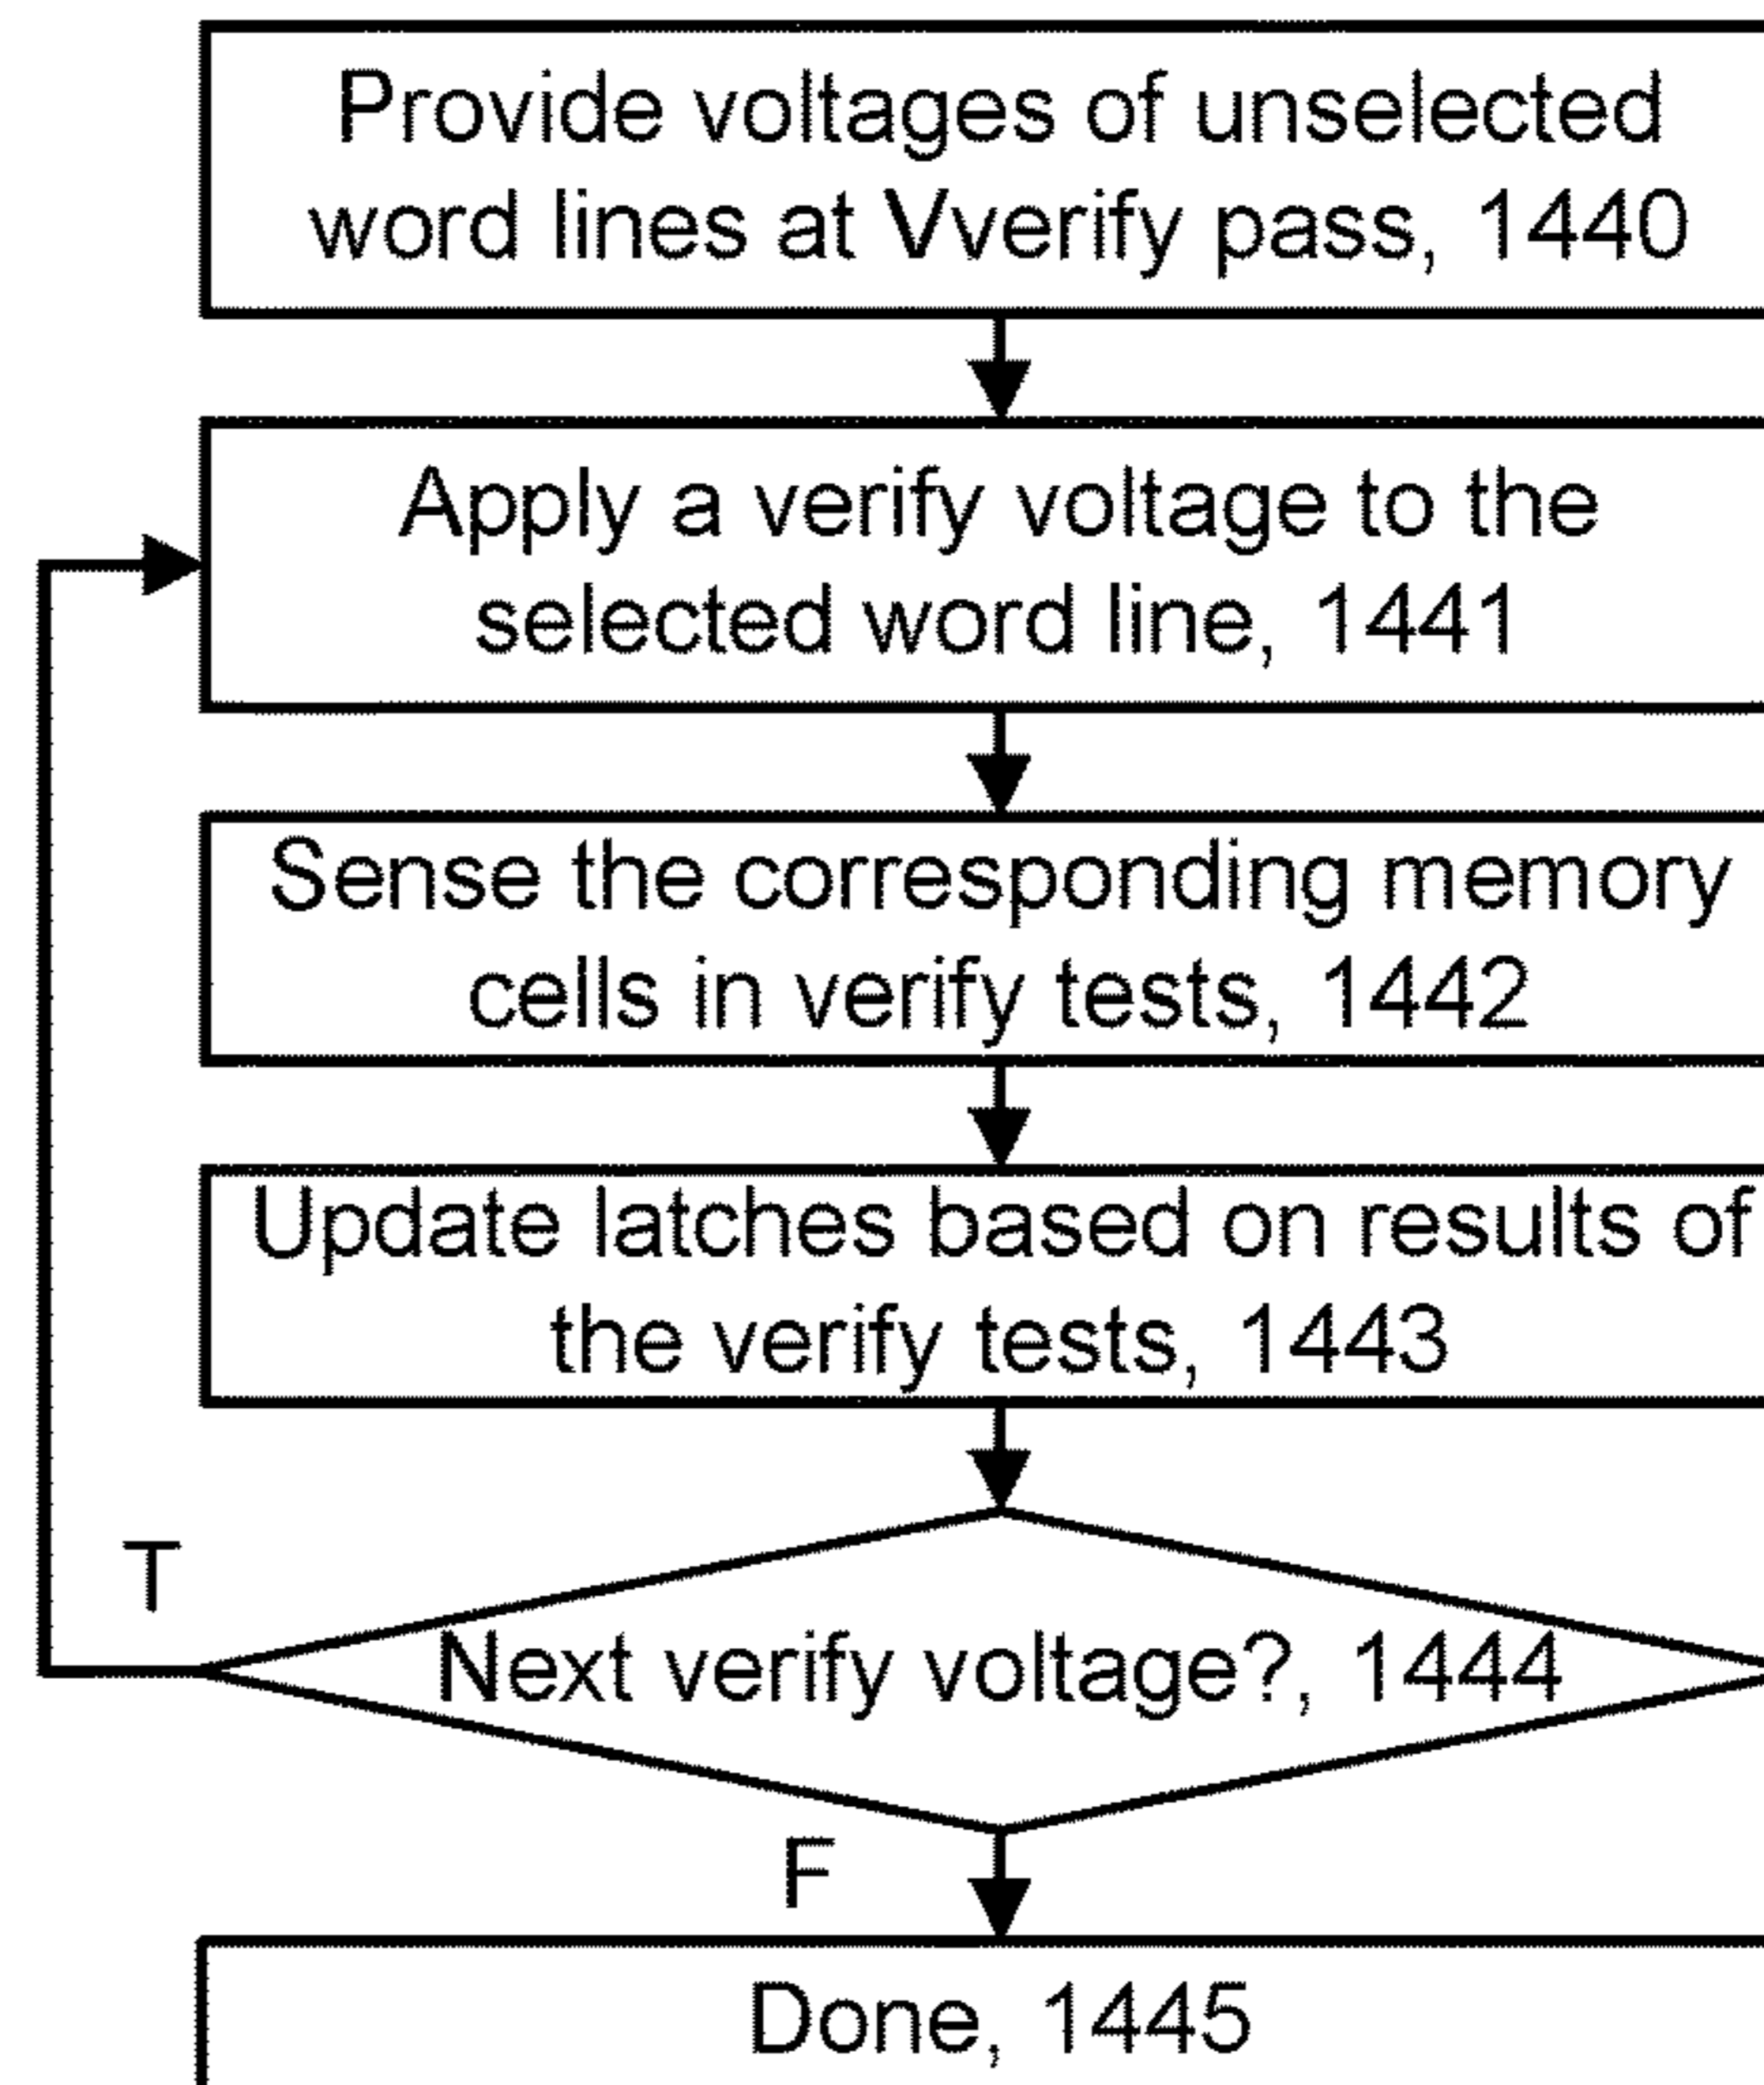 Provide voltages of unselected
word lines at Vverify pass, 1440
Apply a verify voltage to the
selected word line, 1441
Sense the corresponding memory
cells in verify tests, 1442
Update latches based on results of
the verify tests, 1443
T
Next verify voltage?, 1444
F
Done, 1445